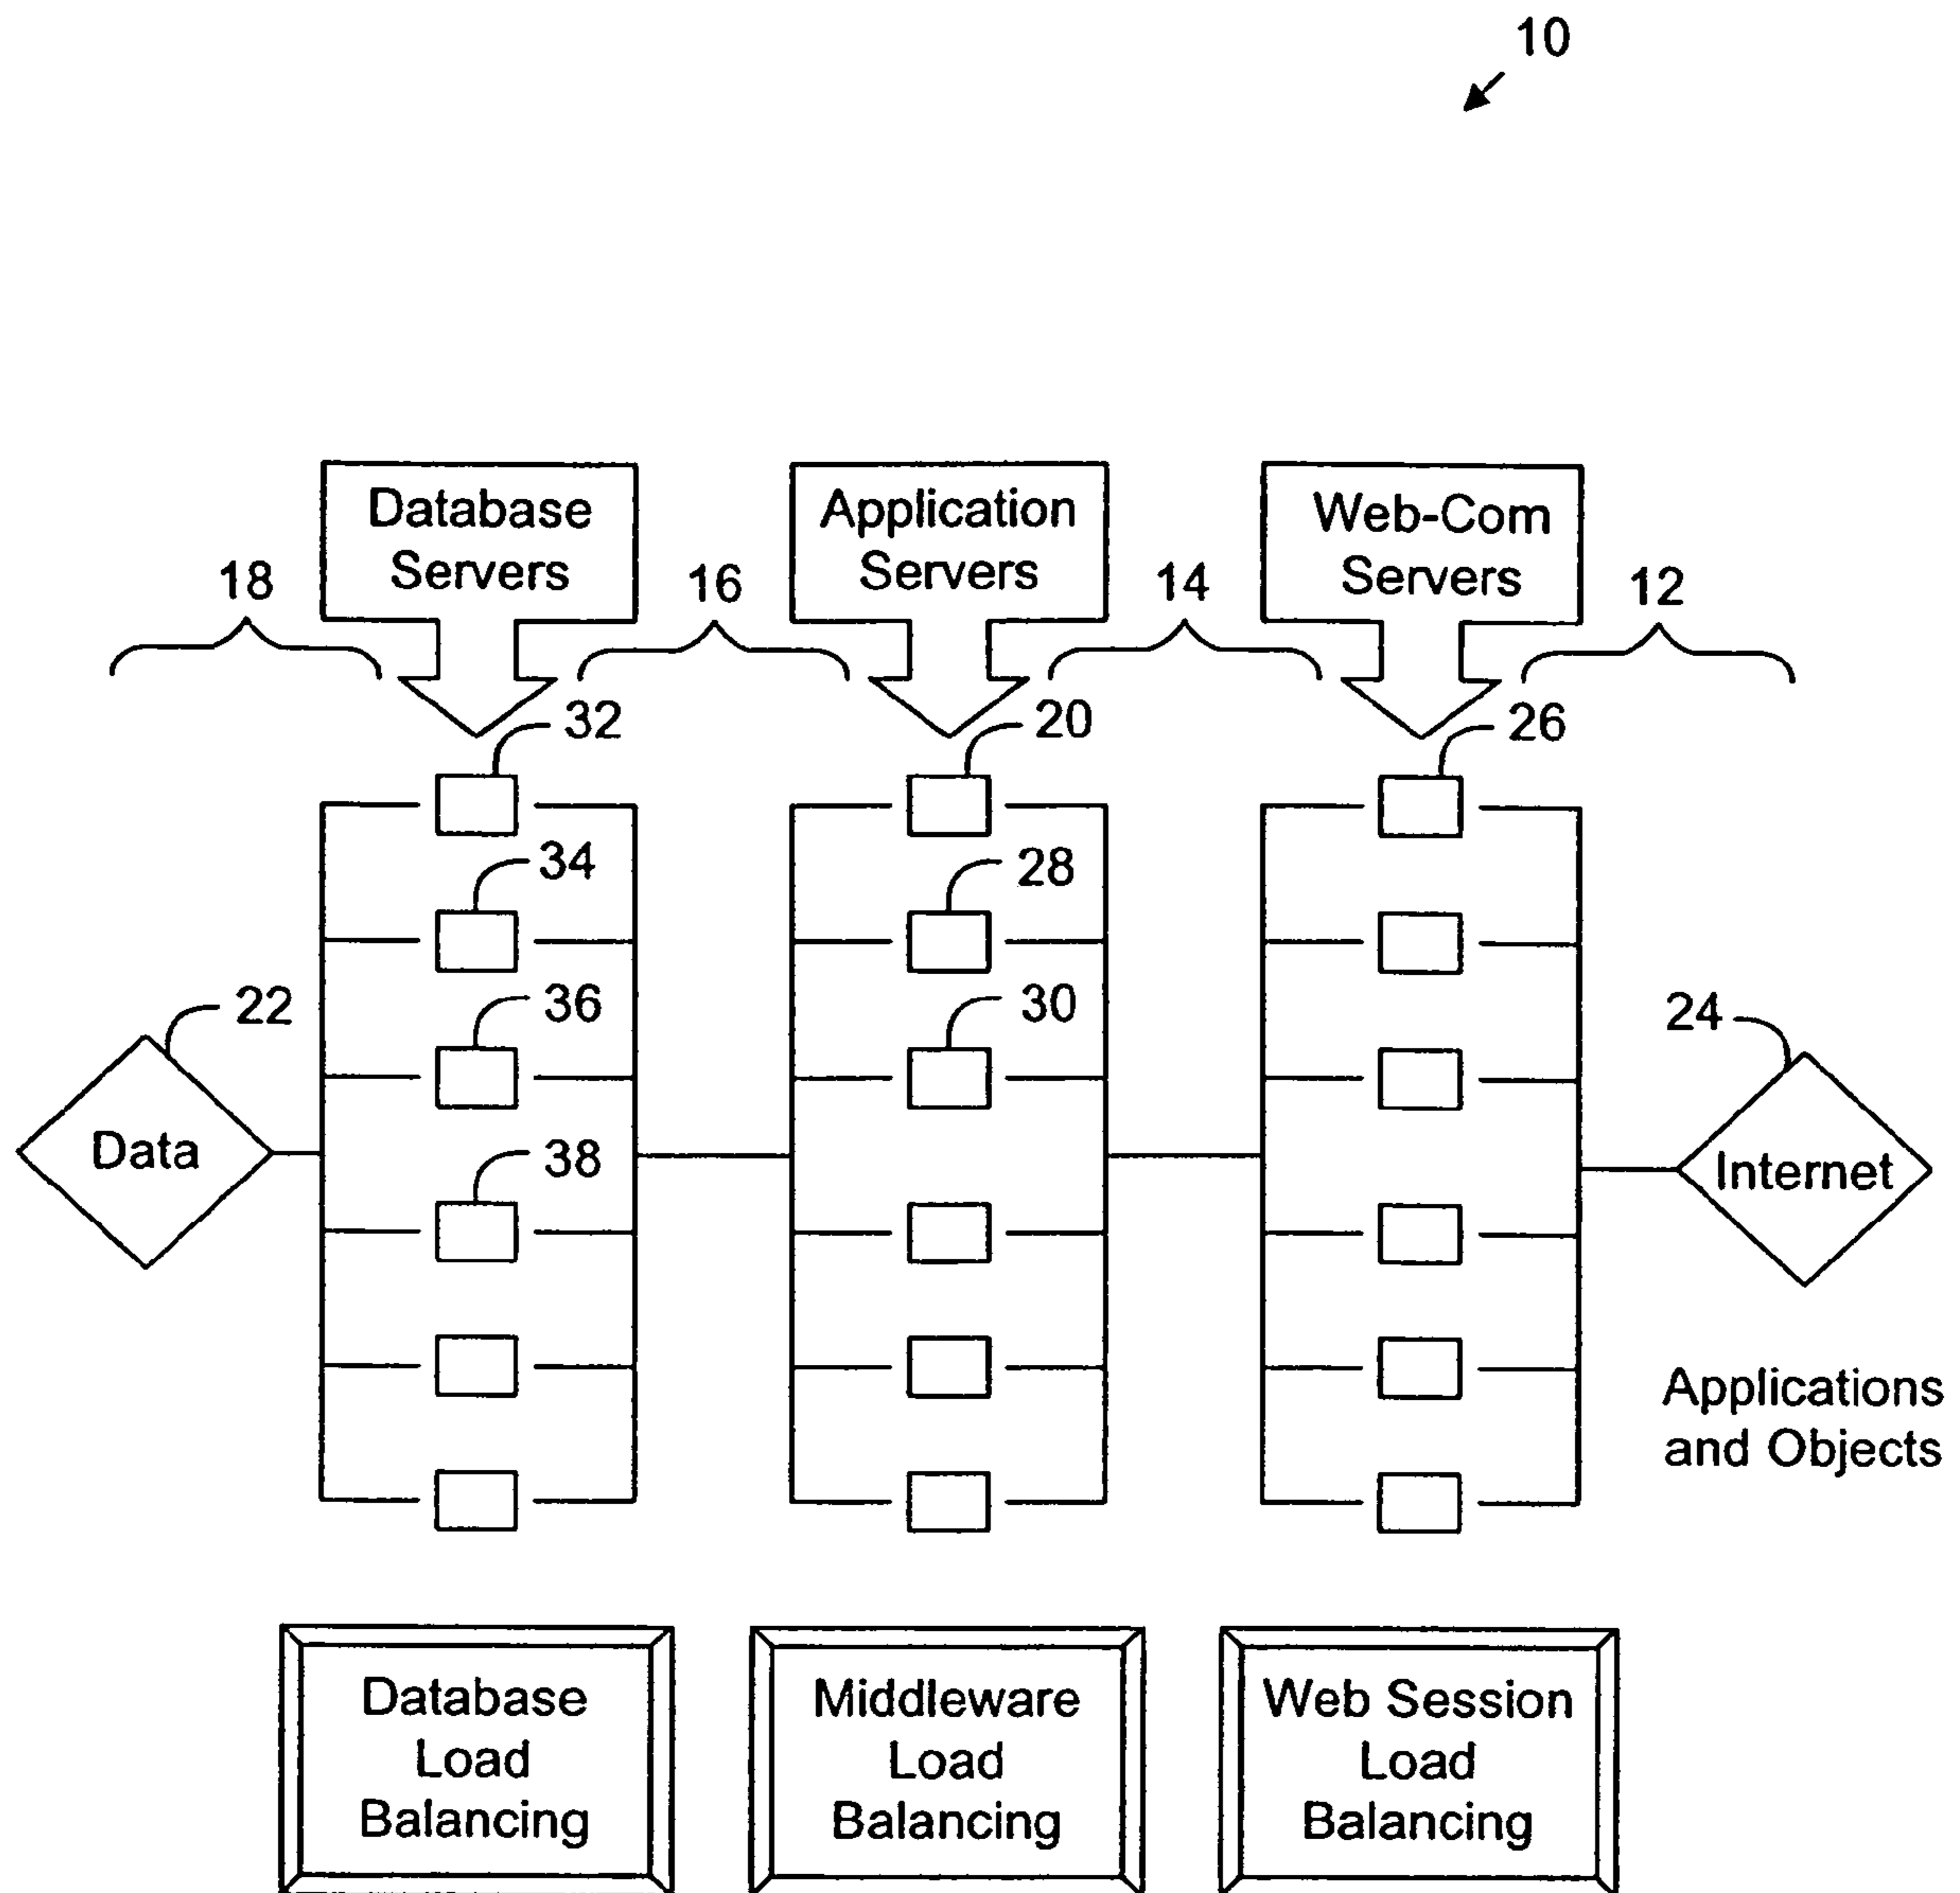 10
Database
Servers
Application
Servers
Web-Com
Servers
18
16
14
12
32
20
26
34
28
36
30
22
24
38
Data
Internet
Applications
and Objects
Database
Load
Balancing
Middleware
Load
Balancing
Web Session
Load
Balancing